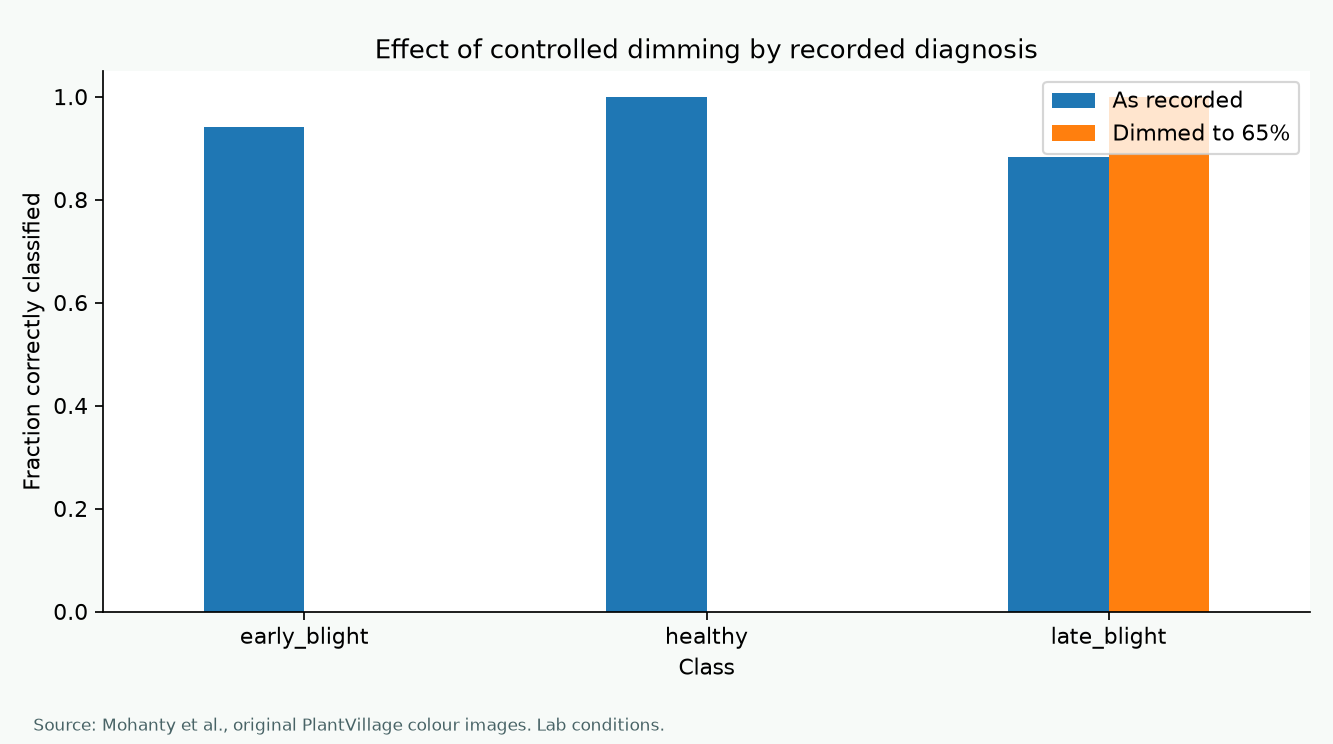 Effect of controlled dimming by recorded diagnosis
1.0
0.8
0.6
0.4
0.2
0.0
Fraction correctly classified
As recorded
Dimmed to 65%
early_blight
healthy
late_blight
Class
Source: Mohanty et al., original PlantVillage colour images. Lab conditions.